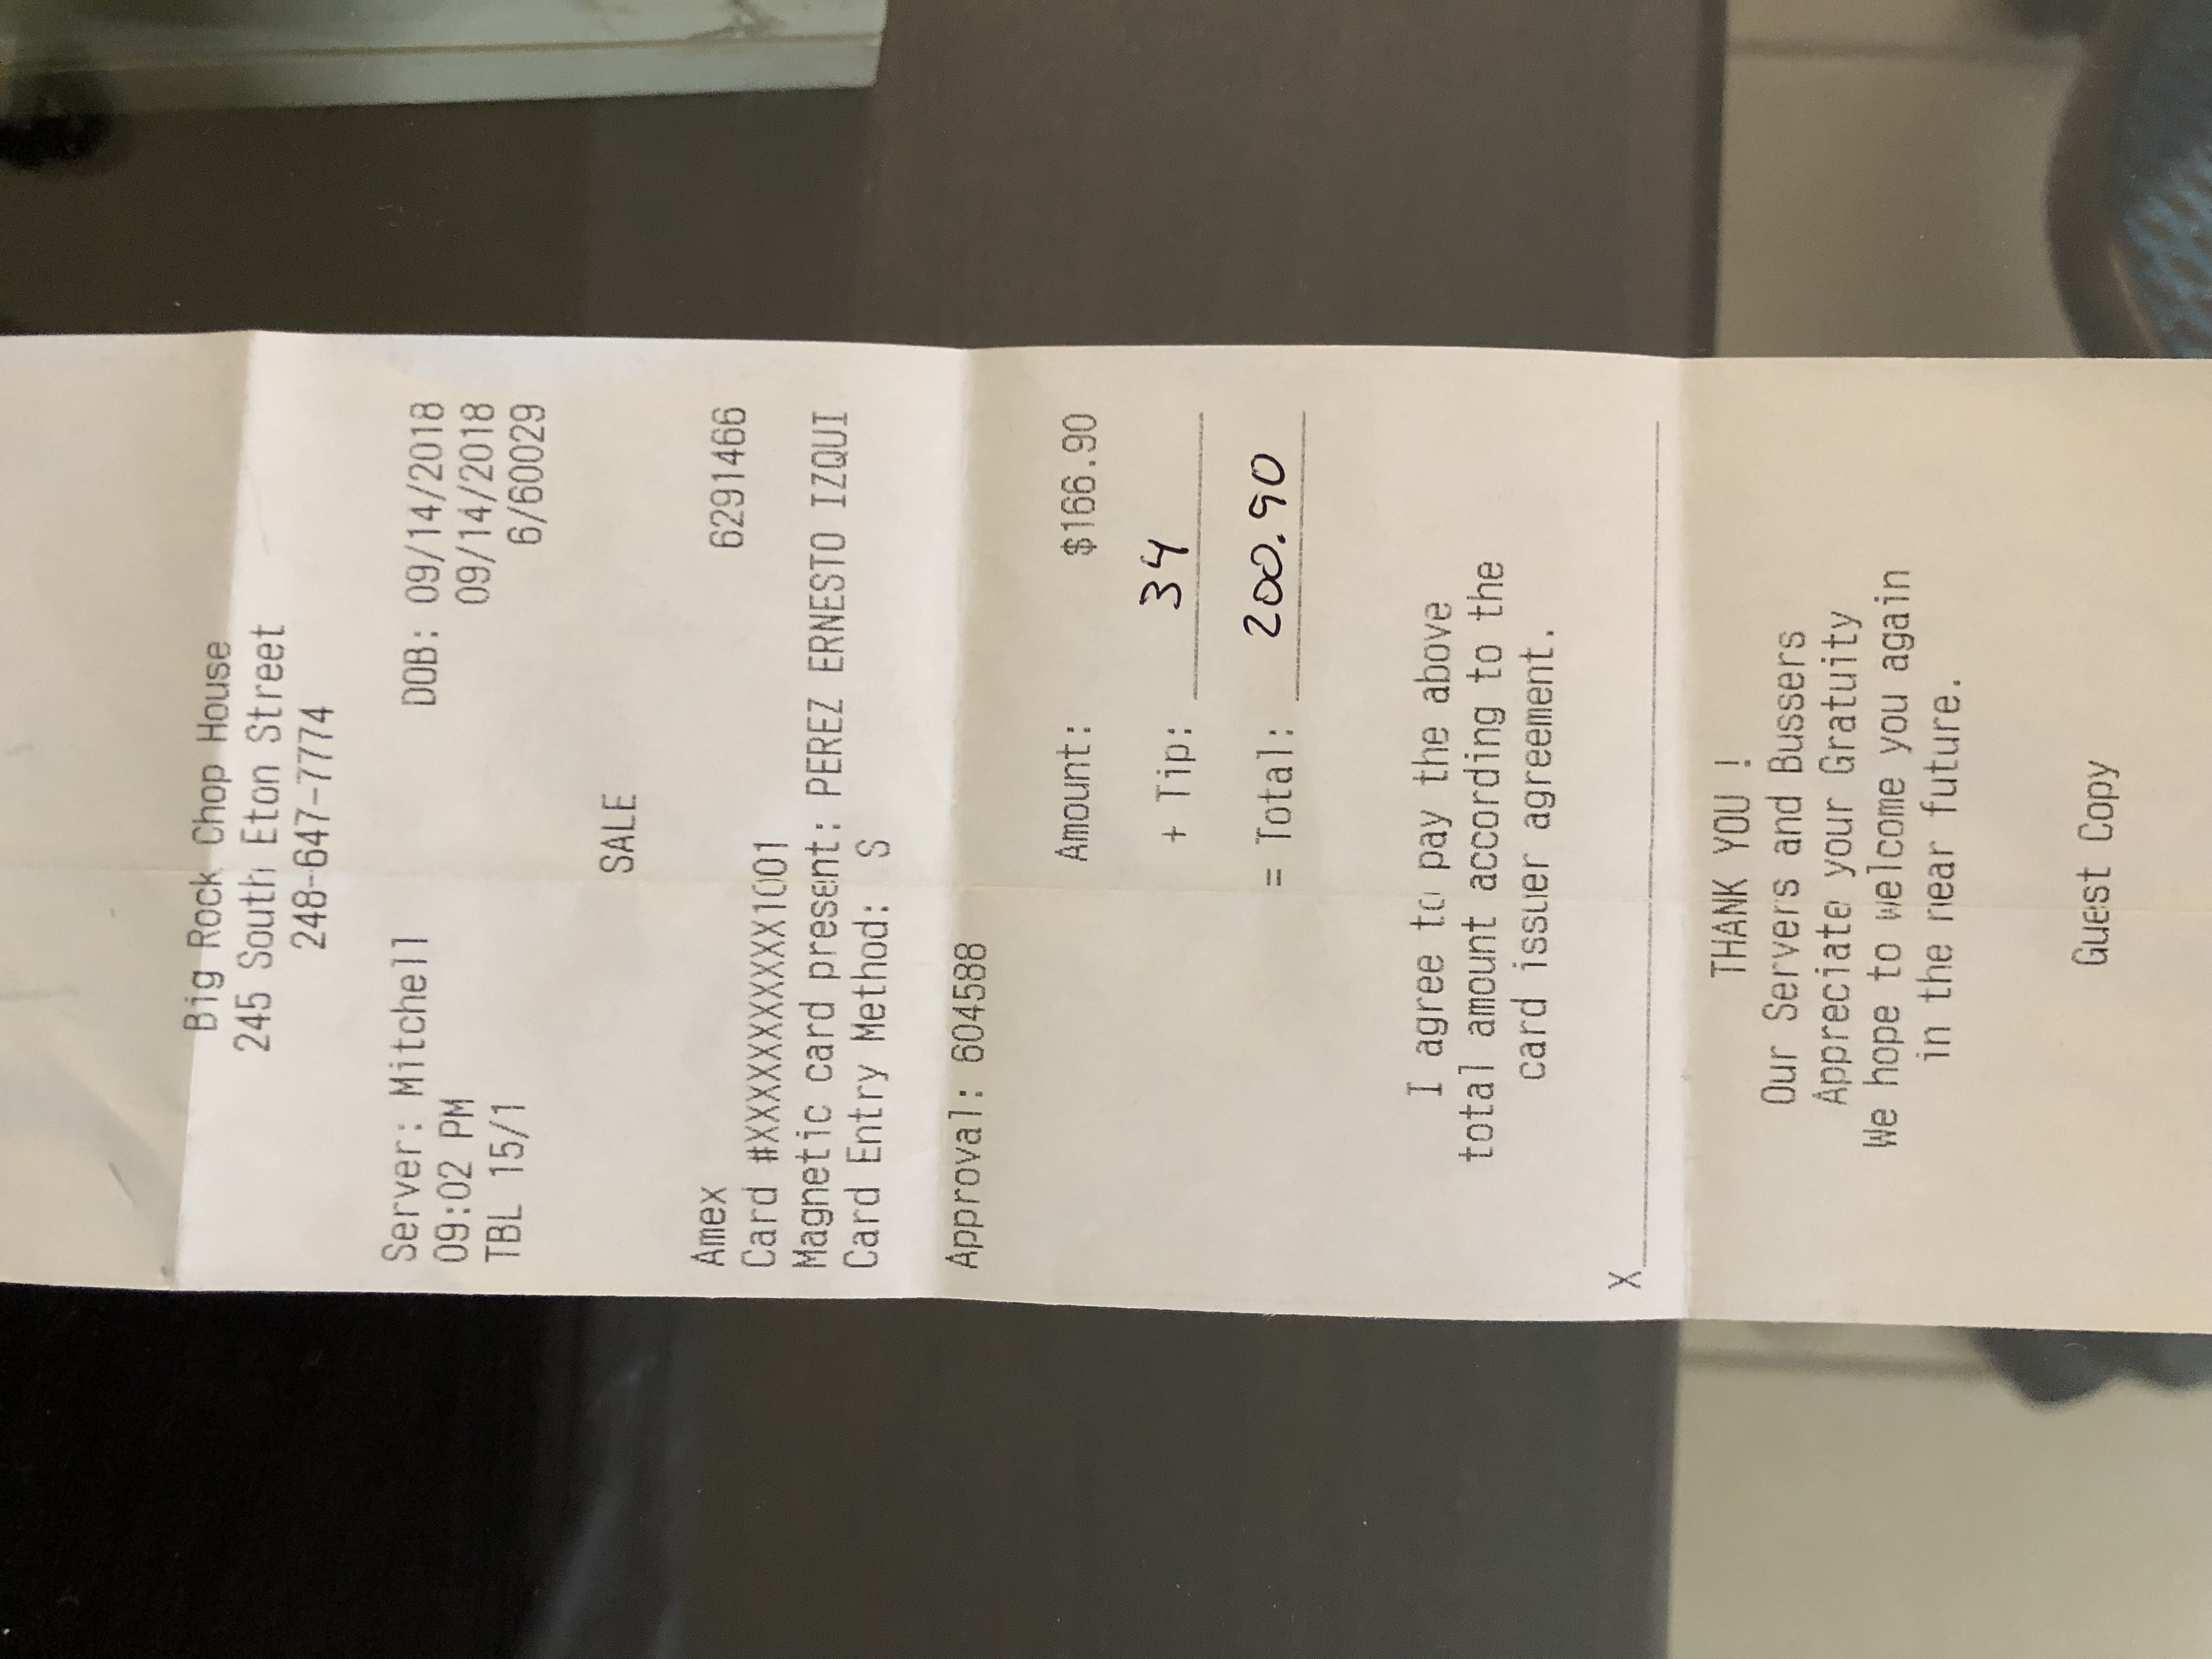 Big Rock Chop House
245 South Eton Street
248-647-7774
Server: Mitchell DOB: 09/14/2018
09:02 PM 09/14/2018
TBL 15/1 6/60029
SALE
Amex 6291466
Card #XXXXXXXXXXX1001
Magnetic card present: PEREZ ERNESTO IZQUI
Card Entry Method: S
Approval: 604588
Amount: $166.90
+ Tip: 34
= Total: 200.90
I agree to pay the above
total amount according to the
card issuer agreement.
X
THANK YOU !
Our Servers and Bussers
Appreciate your Gratuity
We hope to welcome you again
in the near future.
Guest Copy